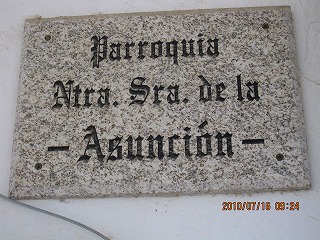 Parroquia
Ntra. Sra. de la
- Asunción -
2010/07/16 09:24